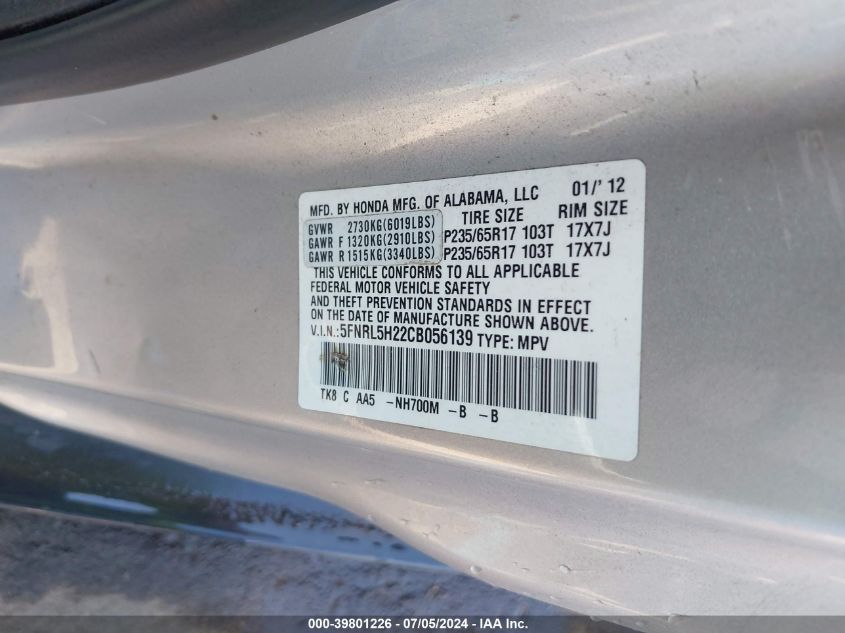 MFD. BY HONDA MFG. OF ALABAMA, LLC 01/'12
TIRE SIZE RIM SIZE
GVWR 2730KG(6019LBS)
GAWR F 1320KG(2910LBS) P235/65R17 103T 17X7J
GAWR R 1515KG(3340LBS) P235/65R17 103T 17X7J
THIS VEHICLE CONFORMS TO ALL APPLICABLE
FEDERAL MOTOR VEHICLE SAFETY
AND THEFT PREVENTION STANDARDS IN EFFECT
ON THE DATE OF MANUFACTURE SHOWN ABOVE.
V.I.N.: 5FNRL5H22CB056139 TYPE: MPV
TK8 C AA5 -NH700M -B -B
000-39801226 - 07/05/2024 - IAA Inc.